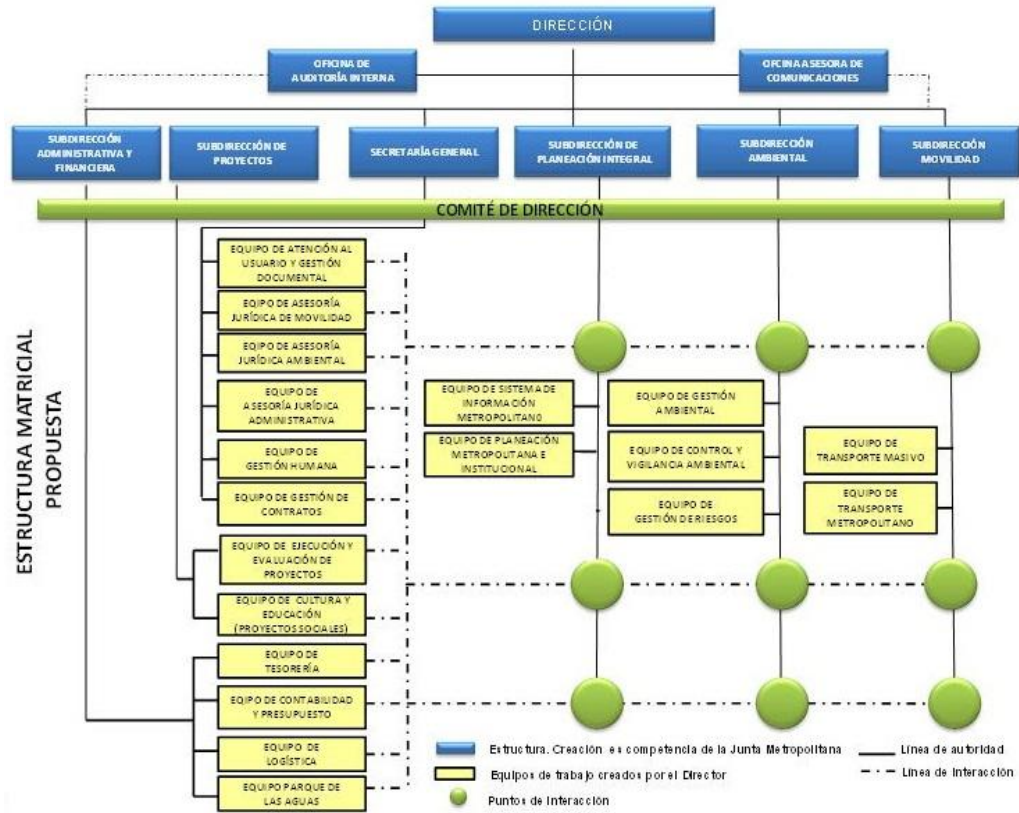 DIRECCIÓN
OFICINA DE
AUDITORÍA INTERNA
OFCINA ASESORA DE
COMUNICACIONES
SUBDIRECCIÓN
ADMINISTRATIVA Y
FINANCIERA
SUBDIRECCIÓN DE
PROYECTOS
SECRETARÍA GENERAL
SUBDIRECCIÓN DE
PLANEACIÓN INTEGRAL
SUBDIRECCIÓN
AMBIENTAL
SUBDIRECCIÓN
MOVILIDAD
COMITÉ DE DIRECCIÓN
ESTRUCTURA MATRICIAL
PROPUESTA
EQUIPO DE ATENCIÓN AL
USUARIO Y GESTIÓN
DOCUMENTAL
EQIPO DE ASESORÍA
JURÍDICA DE MOVILIDAD
EQIPO DE ASESORÍA
JURÍDICA AMBIENTAL
EQUIPO DE
ASESORÍA JURÍDICA
ADMINISTRATIVA
EQUIPO DE
GESTIÓN HUMANA
EQUIPO DE GESTIÓN DE
CONTRATOS
EQUIPO DE EJECUCIÓN Y
EVALUACIÓN DE
PROYECTOS
EQUIPO DE CULTURA Y
EDUCACIÓN
(PROYECTOS SOCIALES)
EQUIPO DE
TESORERÍA
EQIPO DE CONTABILIDAD
Y PRESUPUESTO
EQUIPO DE
LOGÍSTICA
EQUIPO PARQUE DE
LAS AGUAS
EQUIPO DE SISTEMA DE
INFORMACIÓN
METROPOLITANO
EQUIPO DE PLANEACIÓN
METROPOLITANA E
INSTITUCIONAL
EQUIPO DE GESTIÓN
AMBIENTAL
EQUIPO DE CONTROL Y
VIGILANCIA AMBIENTAL
EQUIPO DE
GESTIÓN DE RIESGOS
EQUIPO DE
TRANSPORTE MASIVO
EQUIPO DE
TRANSPORTE
METROPOLITANO
Estructura. Creación es competencia de la Junta Metropolitana
Equipos de trabajo creados por el Director
Puntos de Interacción
Línea de autoridad
Línea de Interacción